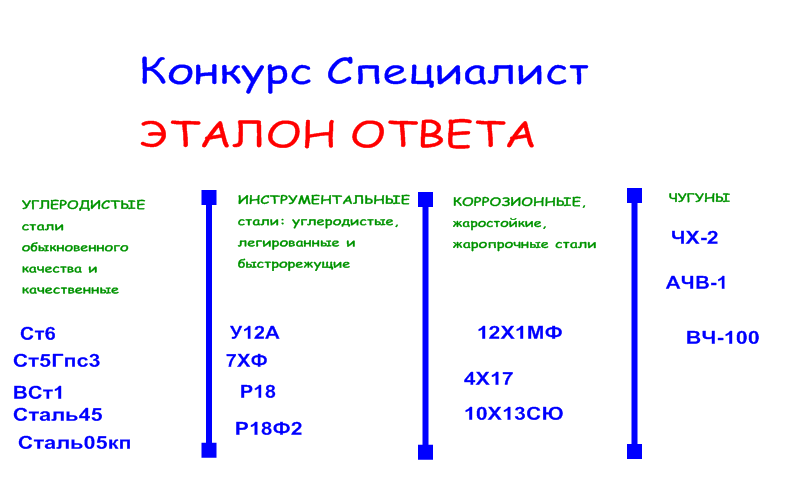 Конкурс Специалист
ЭТАЛОН ОТВЕТА
УГЛЕРОДИСТЫЕ
стали
обыкновенного
качества и
качественные
Ст6
Ст5Гпс3
ВСт1
Сталь45
Сталь05кп
ИНСТРУМЕНТАЛЬНЫЕ
стали: углеродистые,
легированные и
быстрорежущие
У12А
7ХФ
Р18
Р18Ф2
КОРРОЗИОННЫЕ,
жаростойкие,
жаропрочные стали
12Х1МФ
4Х17
10Х13СЮ
ЧУГУНЫ
ЧХ-2
АЧВ-1
ВЧ-100